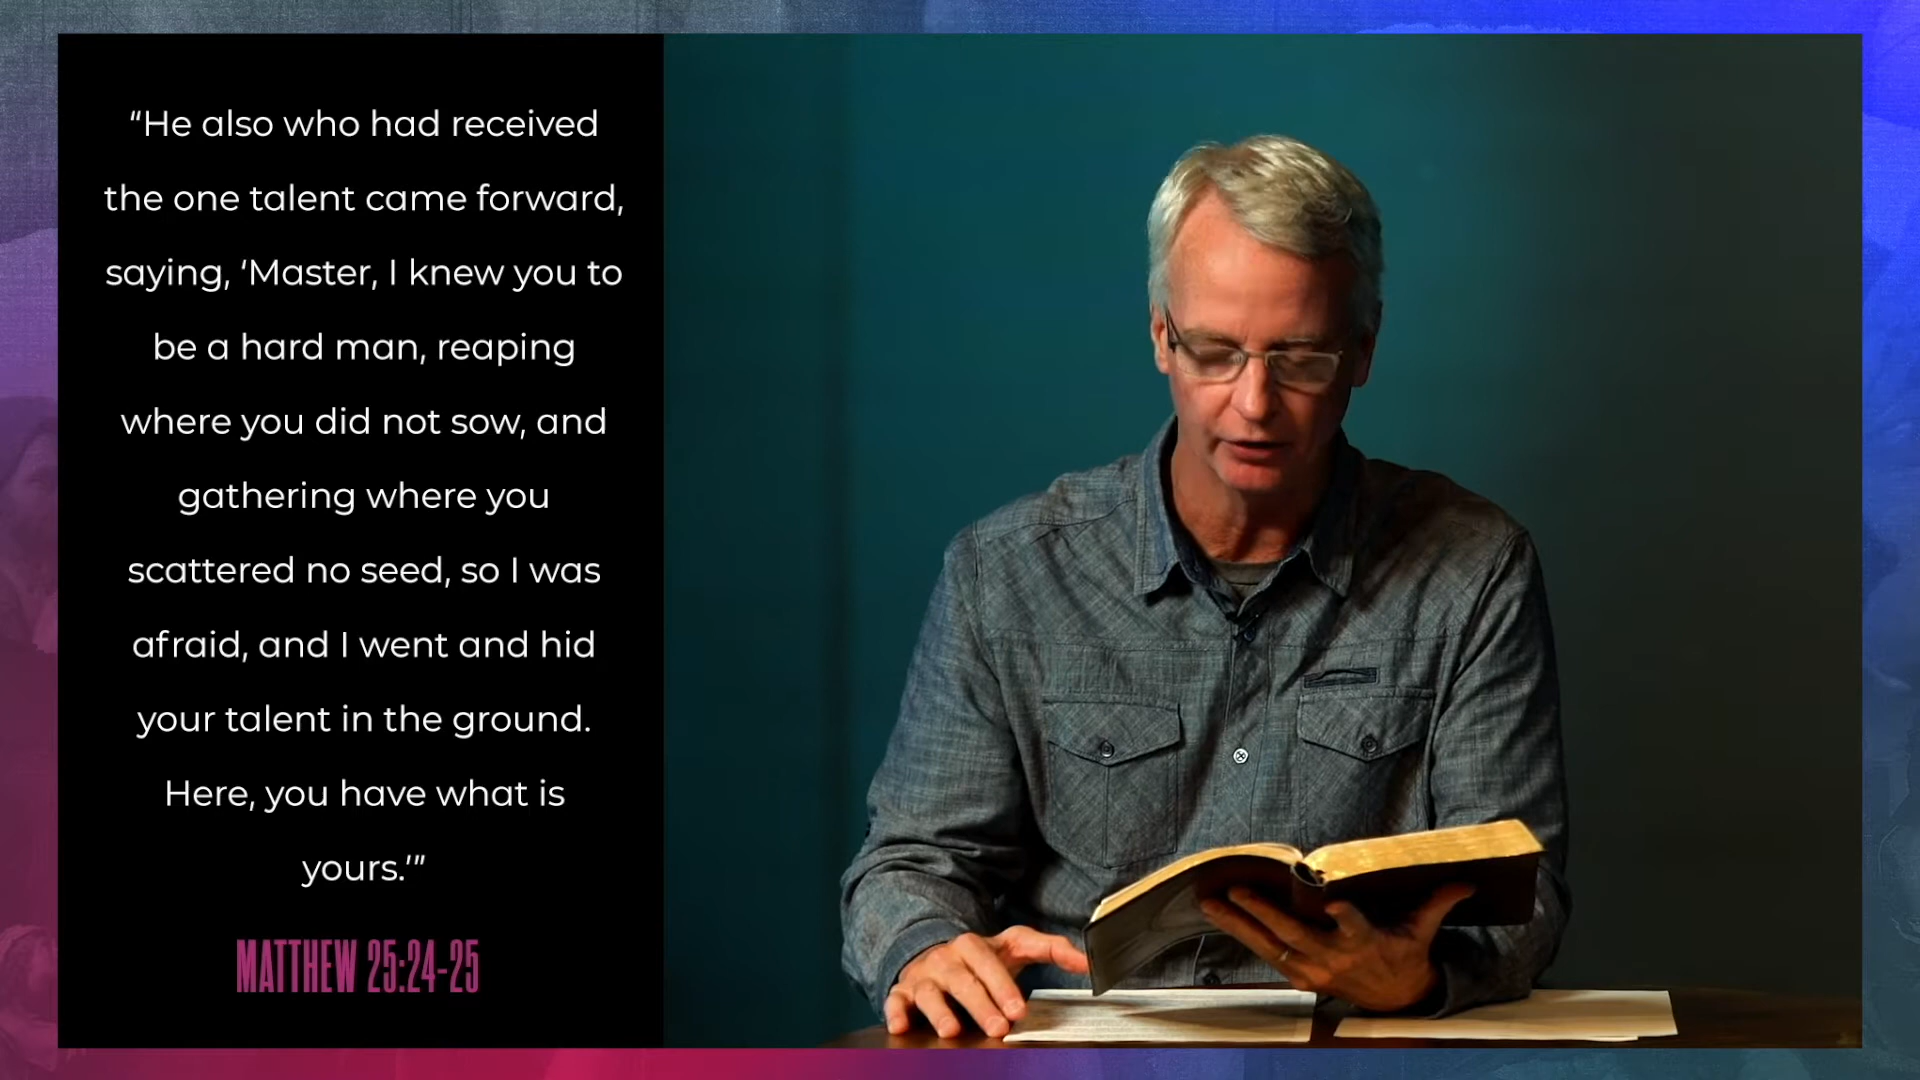 “He also who had received
the one talent came forward,
saying, ‘Master, I knew you to
be a hard man, reaping
where you did not sow, and
gathering where you
scattered no seed, so I was
afraid, and I went and hid
your talent in the ground.
Here, you have what is
yours.’”
MATTHEW 25:24-25